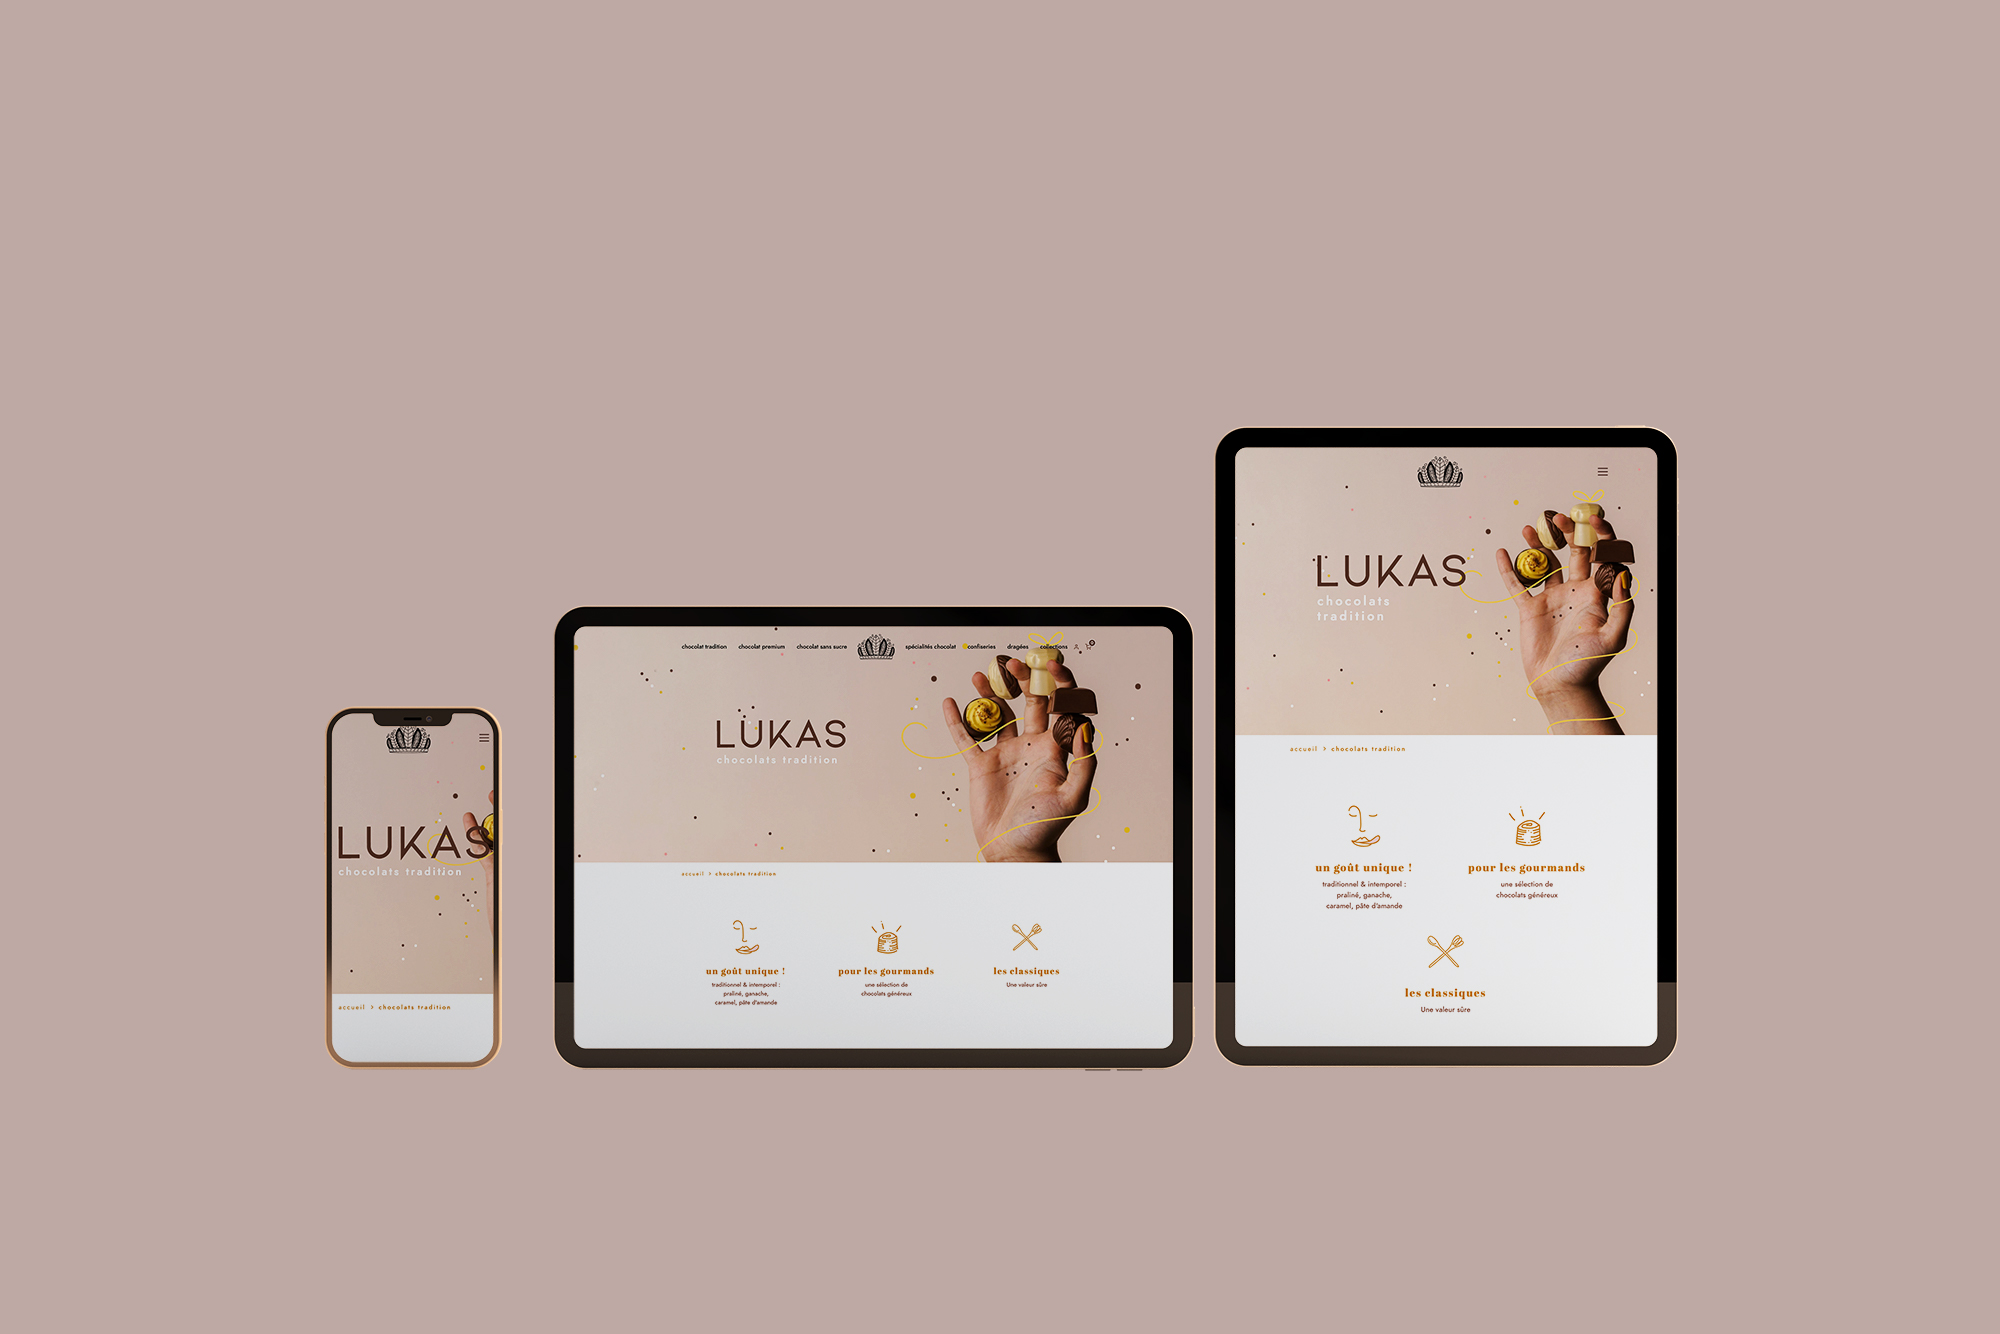 LUKAS
chocolats tradition
accueil > chocolats tradition
chocolat tradition chocolat premium chocolat sans sucre spécialités chocolat confiseries dragées collections 0
LUKAS
chocolats tradition
accueil > chocolats tradition
un goût unique !
traditionnel & intemporel :
praliné, ganache,
caramel, pâte d'amande
pour les gourmands
une sélection de
chocolats généreux
les classiques
Une valeur sûre
LUKAS
chocolats
tradition
accueil > chocolats tradition
un goût unique !
traditionnel & intemporel :
praliné, ganache,
caramel, pâte d'amande
pour les gourmands
une sélection de
chocolats généreux
les classiques
Une valeur sûre